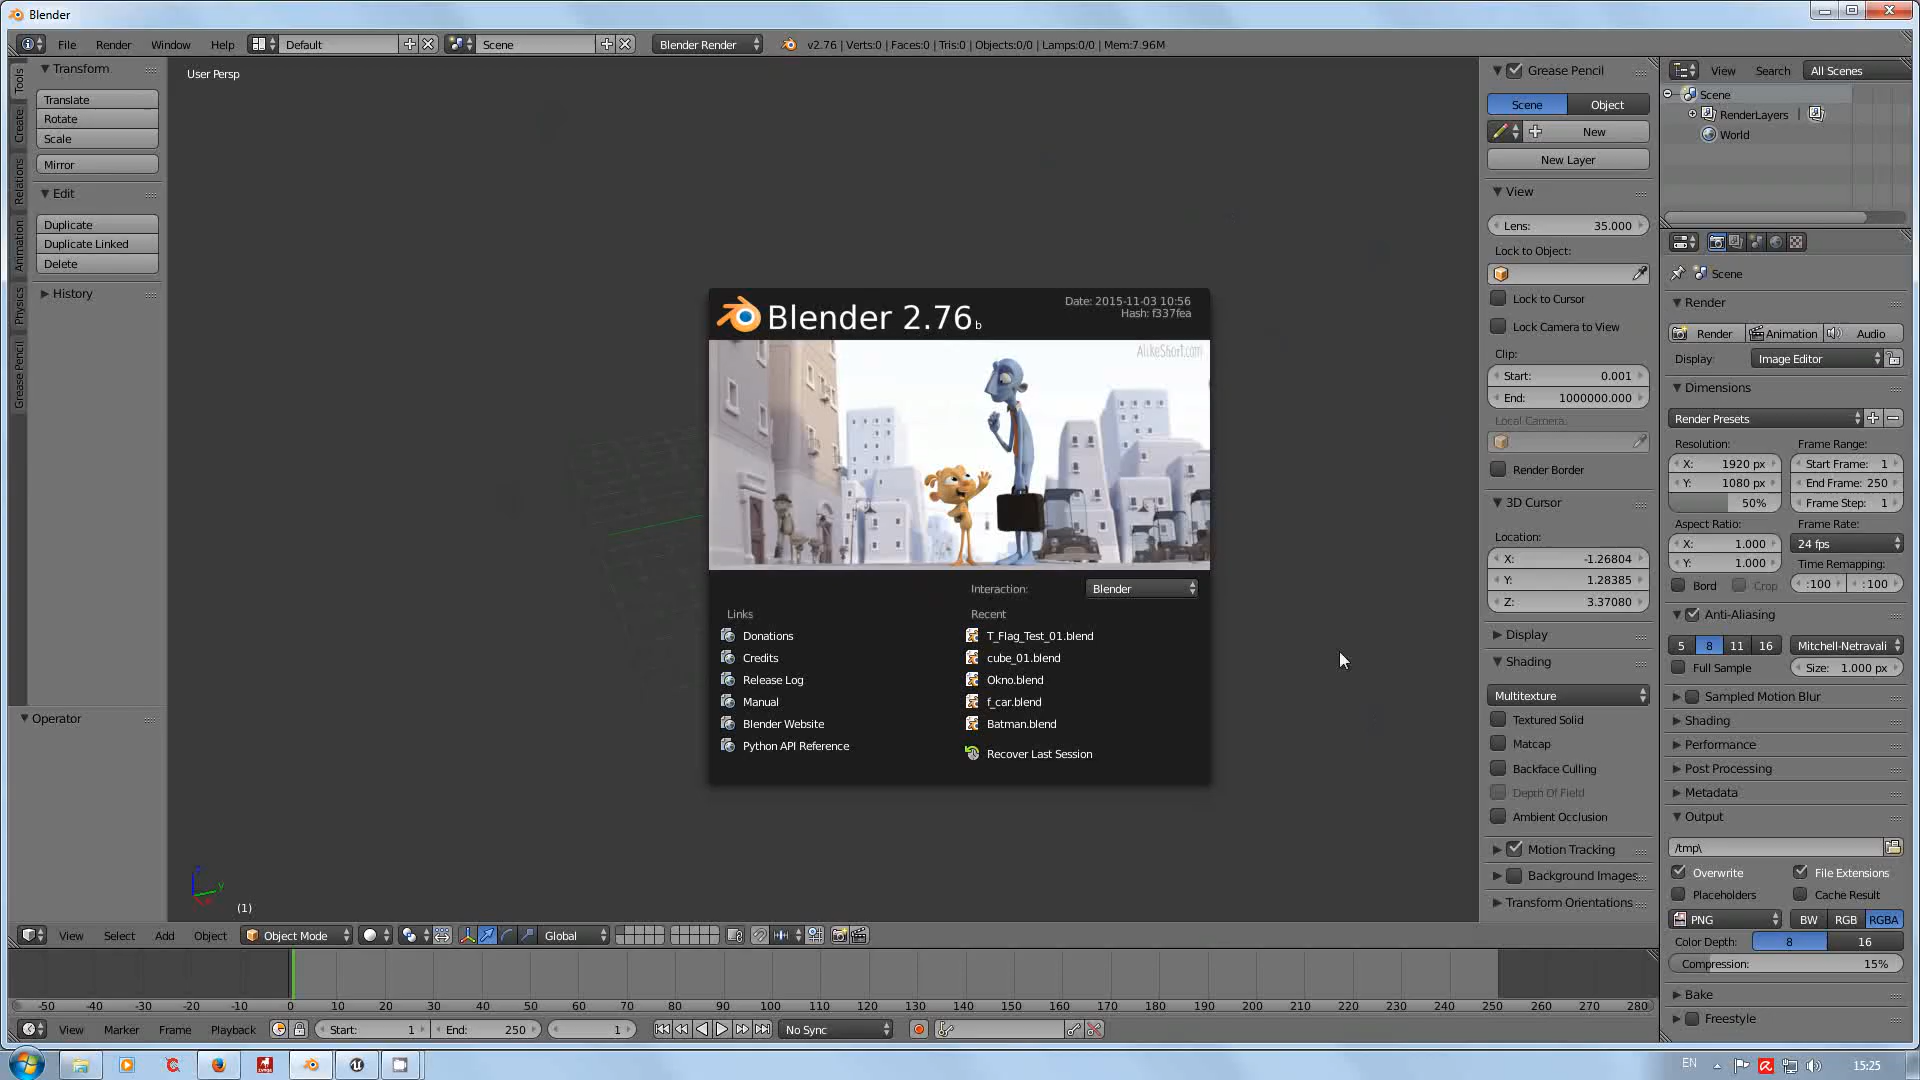 Blender
File Render Window Help Default Scene Blender Render v2.76 | Verts:0 | Faces:0 | Tris:0 | Objects:0/0 | Lamps:0/0 | Mem:7.96M
Tools
Create
Relations
Animation
Physics
Grease Pencil
Transform
Translate
Rotate
Scale
Mirror
Edit
Duplicate
Duplicate Linked
Delete
History
Operator
User Persp
Blender 2.76 b
Date: 2015-11-03 10:56
Hash: f337fea
AlikeShort.com
Interaction: Blender
Links
Donations
Credits
Release Log
Manual
Blender Website
Python API Reference
Recent
T_Flag_Test_01.blend
cube_01.blend
Okno.blend
f_car.blend
Batman.blend
Recover Last Session
z
y
(1)
Grease Pencil
Scene Object
New
New Layer
View
Lens: 35.000
Lock to Object:
Lock to Cursor
Lock Camera to View
Clip:
Start: 0.001
End: 1000000.000
Local Camera:
Render Border
3D Cursor
Location:
X: -1.26804
Y: 1.28385
Z: 3.37080
Display
Shading
Multitexture
Textured Solid
Matcap
Backface Culling
Depth Of Field
Ambient Occlusion
Motion Tracking
Background Images
Transform Orientations
View Search All Scenes
Scene
RenderLayers |
World
Scene
Render
Render Animation Audio
Display: Image Editor
Dimensions
Render Presets
Resolution: Frame Range:
X: 1920 px Start Frame: 1
Y: 1080 px End Frame: 250
50% Frame Step: 1
Aspect Ratio: Frame Rate:
X: 1.000 24 fps
Y: 1.000 Time Remapping:
Bord Crop :100 :100
Anti-Aliasing
5 8 11 16 Mitchell-Netravali
Full Sample Size: 1.000 px
Sampled Motion Blur
Shading
Performance
Post Processing
Metadata
Output
/tmp\
Overwrite File Extensions
Placeholders Cache Result
PNG BW RGB RGBA
Color Depth: 8 16
Compression: 15%
Bake
Freestyle
View Select Add Object Object Mode Global
-50 -40 -30 -20 -10 0 10 20 30 40 50 60 70 80 90 100 110 120 130 140 150 160 170 180 190 200 210 220 230 240 250 260 270 280
View Marker Frame Playback Start: 1 End: 250 1 No Sync
EN 15:25